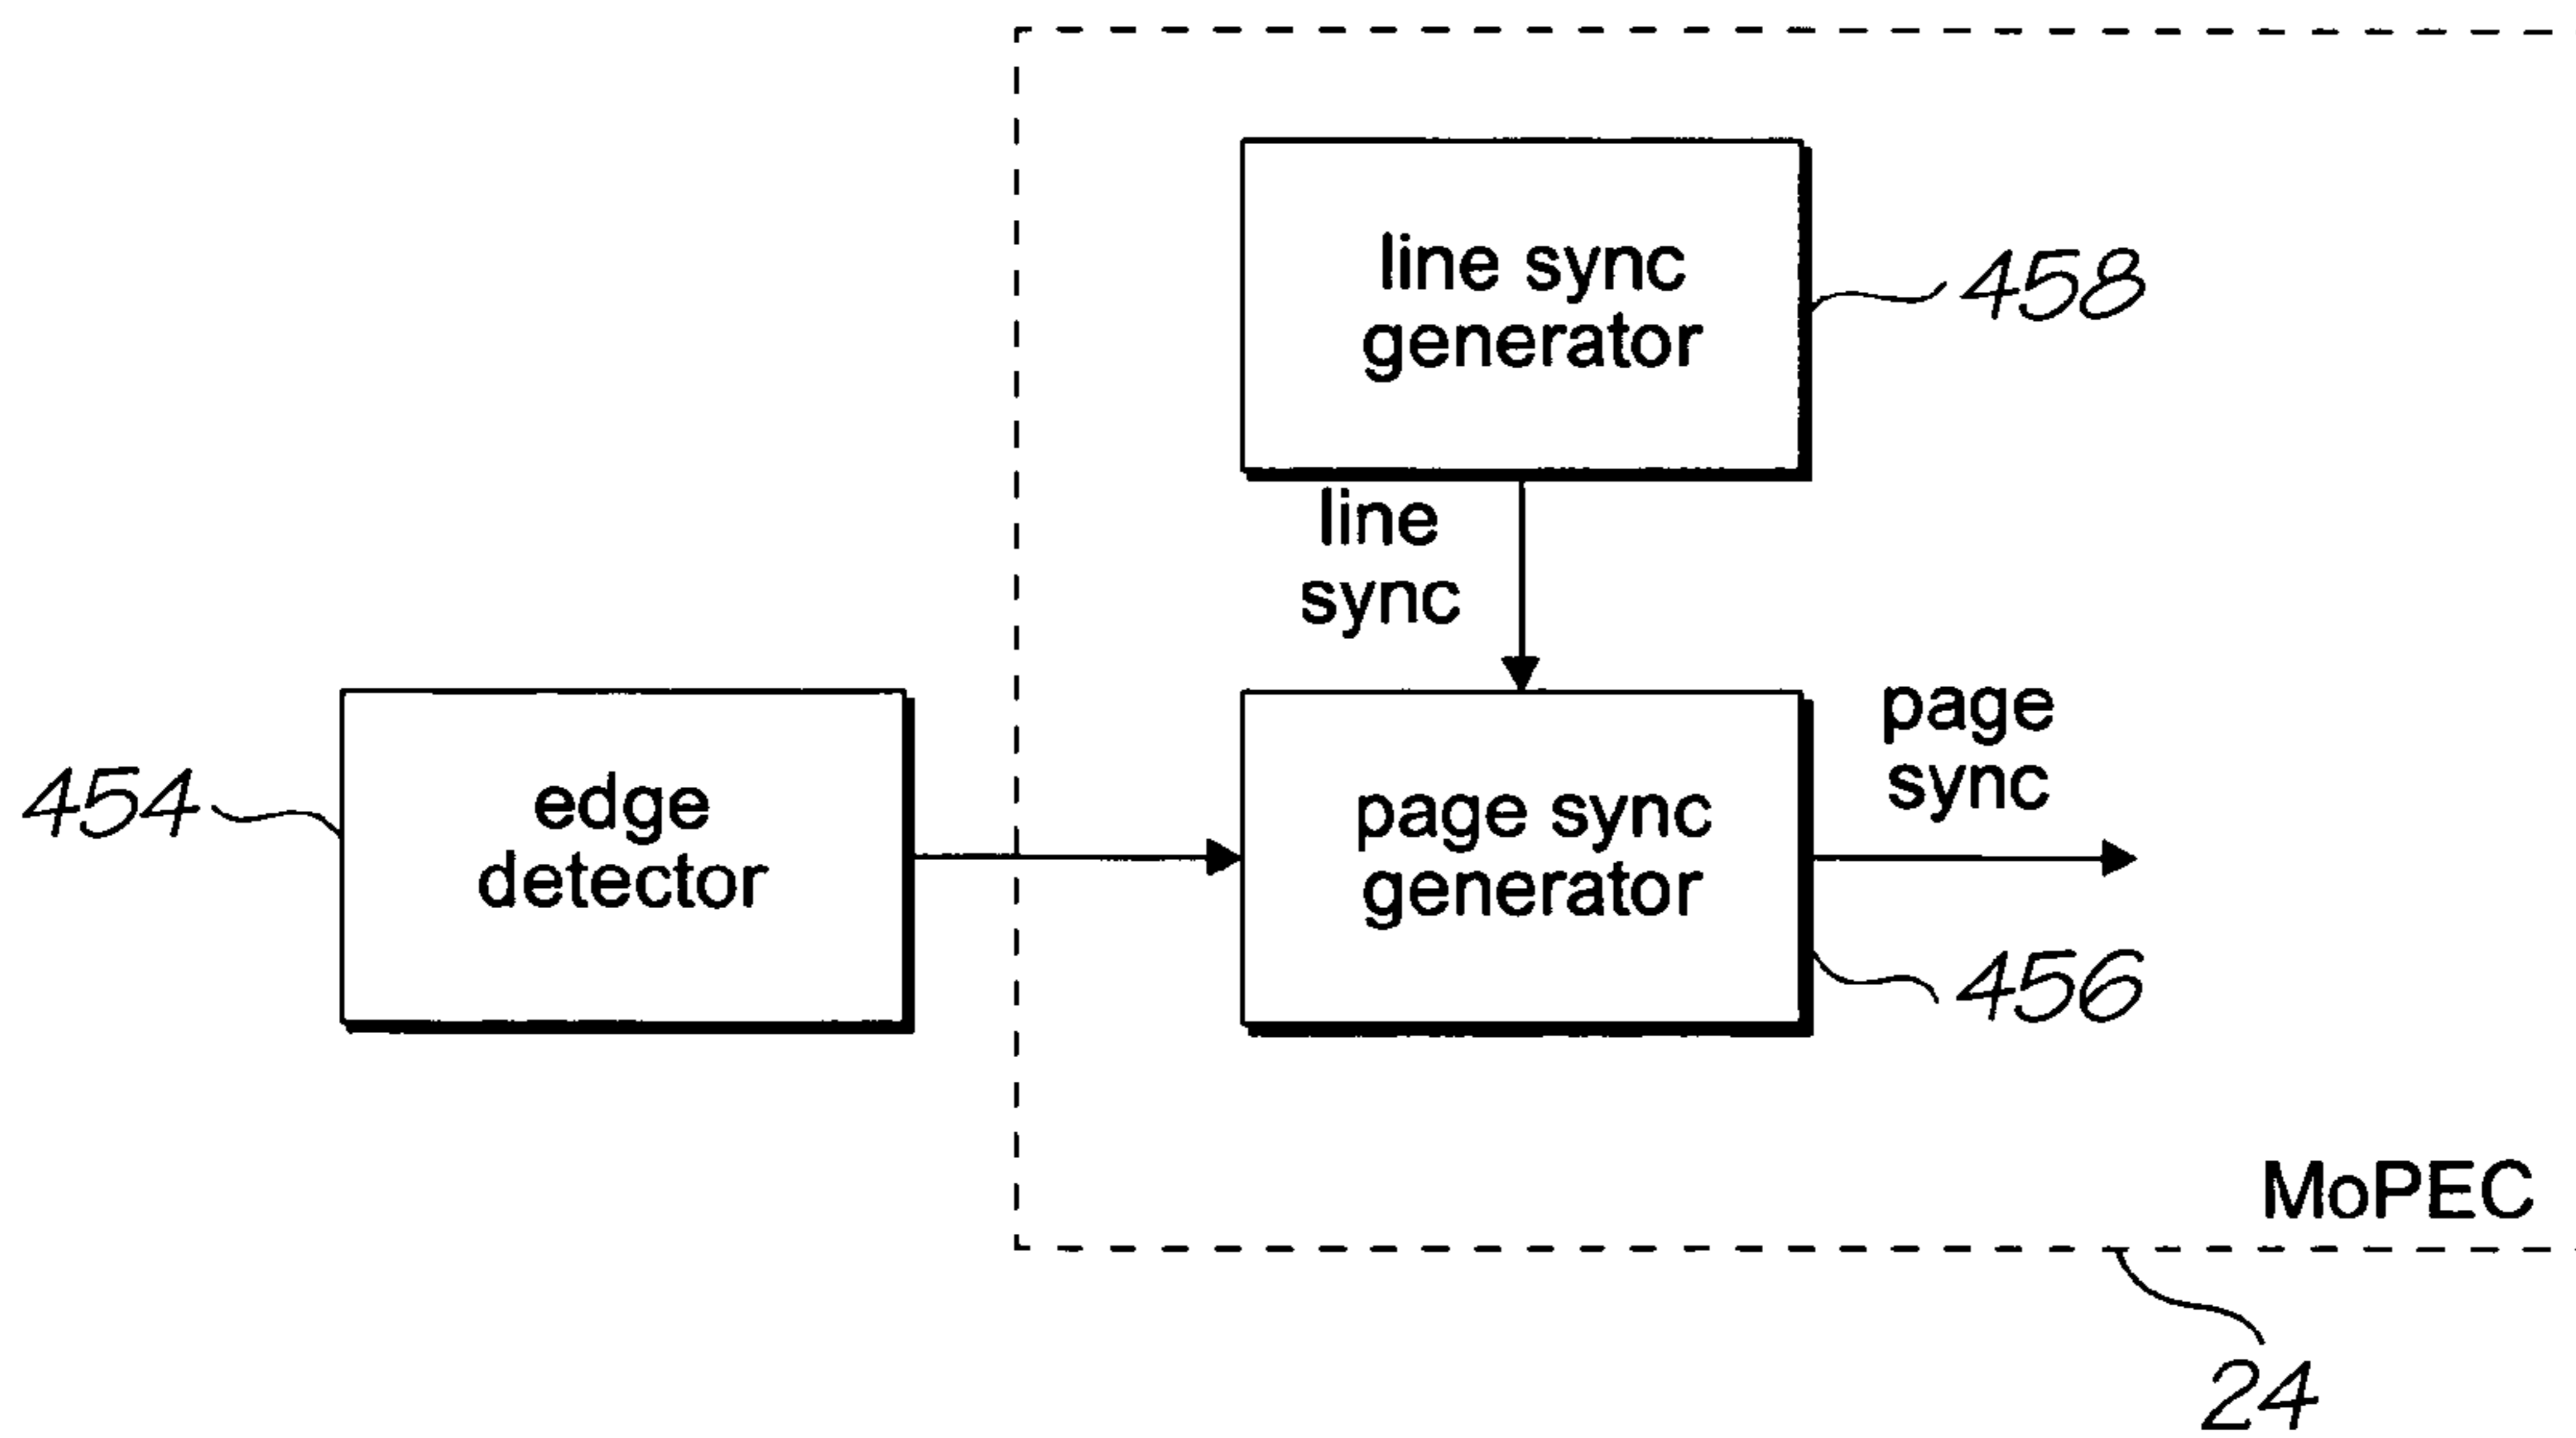 line sync
generator
458
line
sync
454
edge
detector
page sync
generator
page
sync
456
MoPEC
24